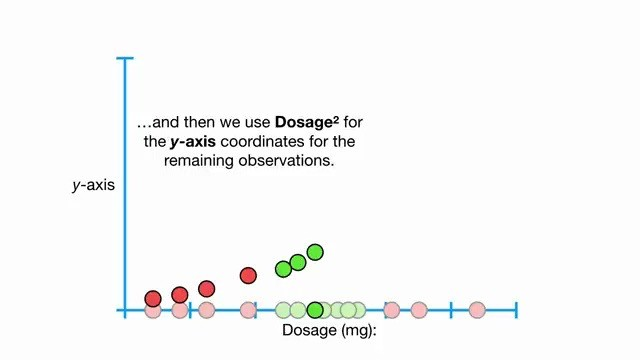 …and then we use Dosage² for
the y-axis coordinates for the
remaining observations.
y-axis
Dosage (mg):